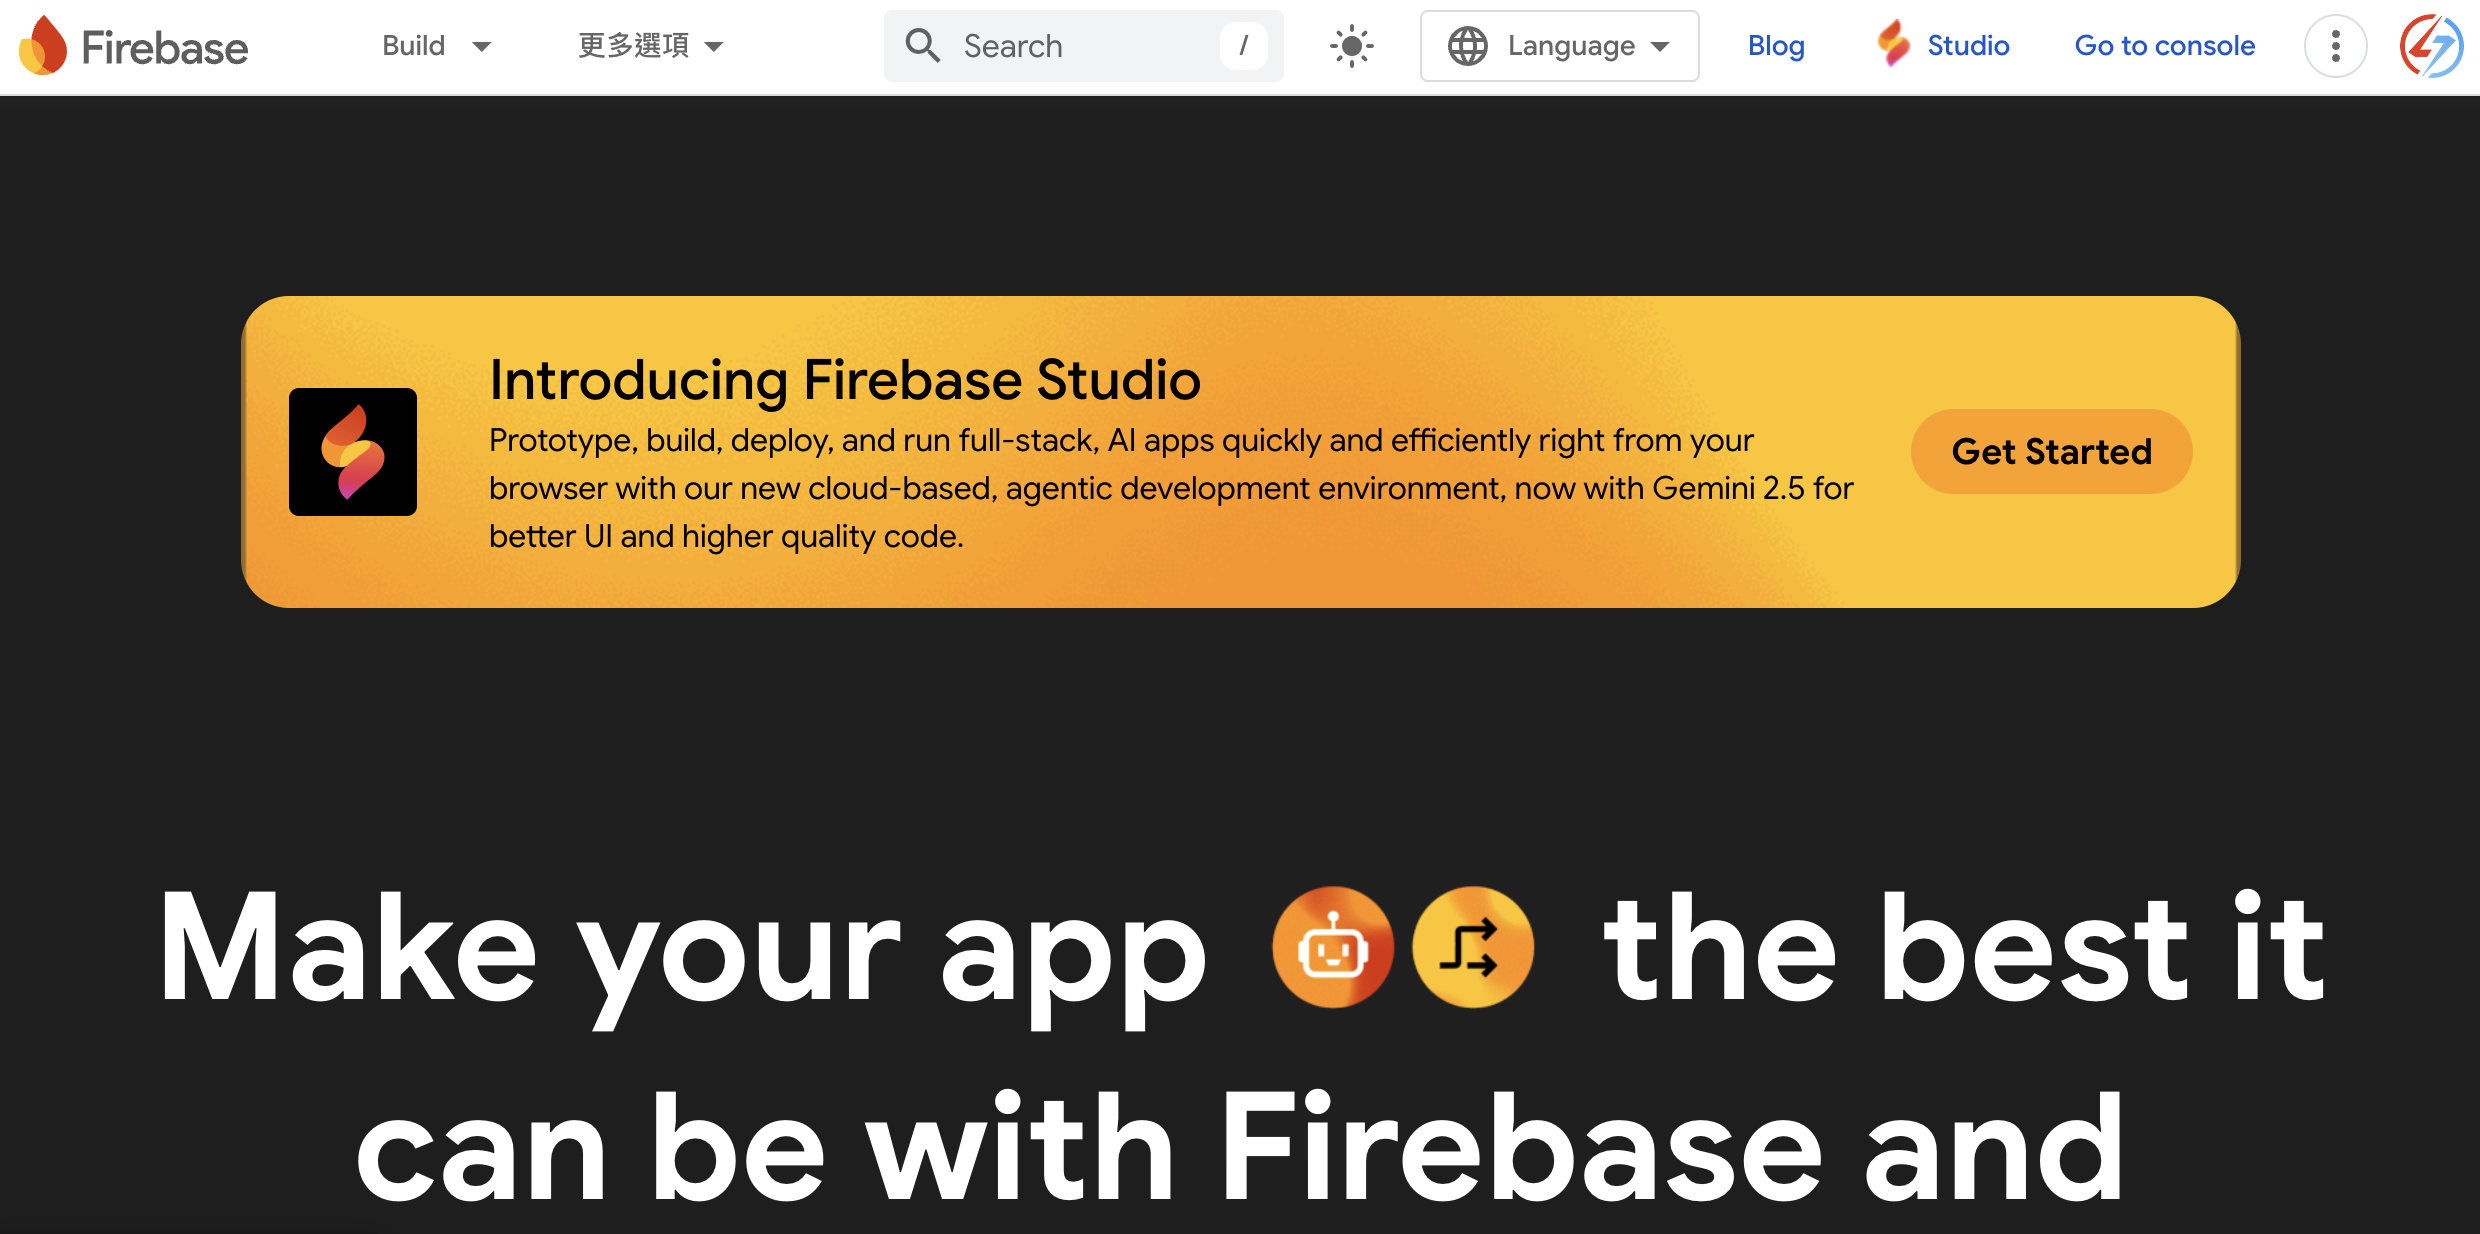 Firebase Build 更多選項 Search / Language Blog Studio Go to console
Introducing Firebase Studio
Prototype, build, deploy, and run full-stack, AI apps quickly and efficiently right from your
browser with our new cloud-based, agentic development environment, now with Gemini 2.5 for
better UI and higher quality code.
Get Started
Make your app the best it
can be with Firebase and